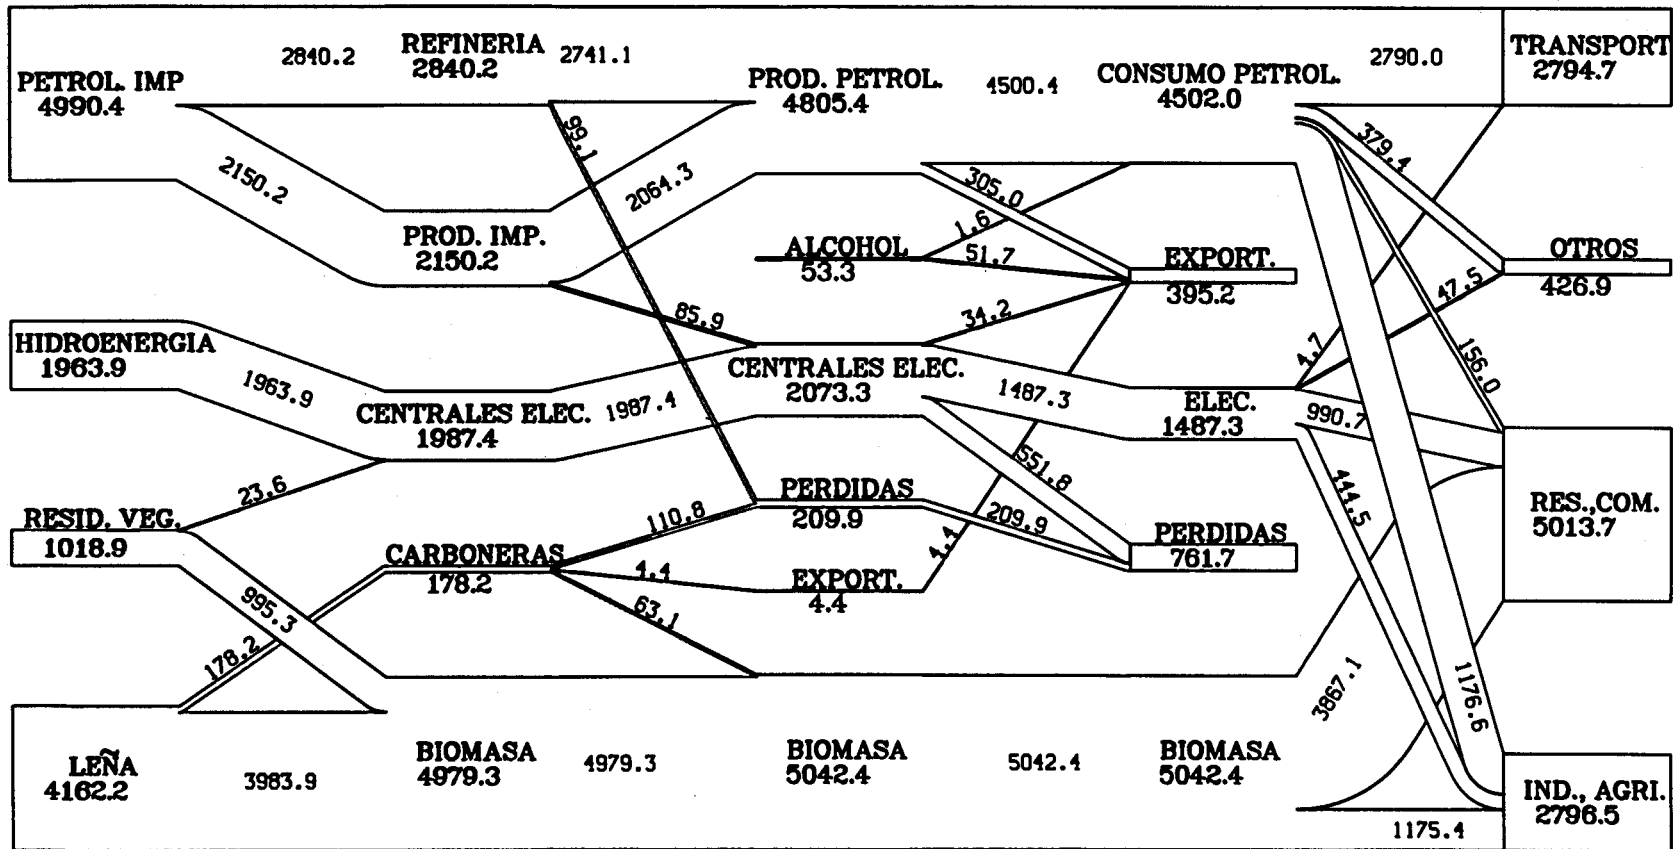 PETROL. IMP
4990.4
HIDROENERGIA
1963.9
RESID. VEG.
1018.9
LEÑA
4162.2
2840.2
2150.2
1963.9
23.6
995.3
178.2
3983.9
REFINERIA
2840.2
PROD. IMP.
2150.2
CENTRALES ELEC.
1987.4
CARBONERAS
178.2
BIOMASA
4979.3
2741.1
99.1
2064.3
85.9
1987.4
110.8
4.4
63.1
4979.3
PROD. PETROL.
4805.4
ALCOHOL
53.3
CENTRALES ELEC.
2073.3
PERDIDAS
209.9
EXPORT.
4.4
BIOMASA
5042.4
4500.4
305.0
1.6
51.7
34.2
1487.3
551.8
209.9
4.4
5042.4
CONSUMO PETROL.
4502.0
EXPORT.
395.2
ELEC.
1487.3
PERDIDAS
761.7
BIOMASA
5042.4
2790.0
379.4
47.5
4.7
156.0
990.7
444.5
3867.1
1176.6
1175.4
TRANSPORT
2794.7
OTROS
426.9
RES.,COM.
5013.7
IND., AGRI.
2796.5